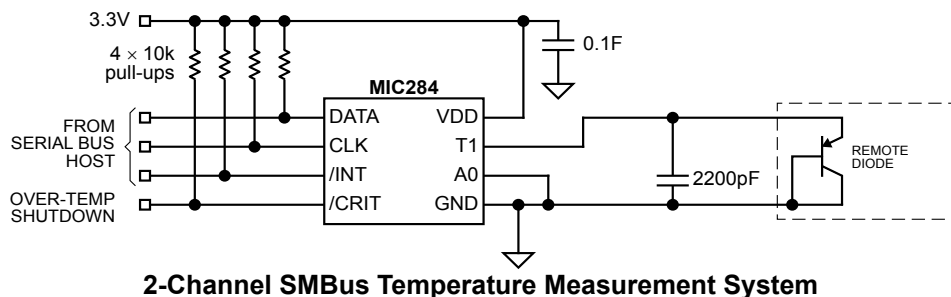 3.3V
4 × 10k
pull-ups
0.1F
MIC284
DATA
VDD
CLK
T1
/INT
A0
/CRIT
GND
FROM
SERIAL BUS
HOST
OVER-TEMP
SHUTDOWN
2200pF
REMOTE
DIODE
2-Channel SMBus Temperature Measurement System